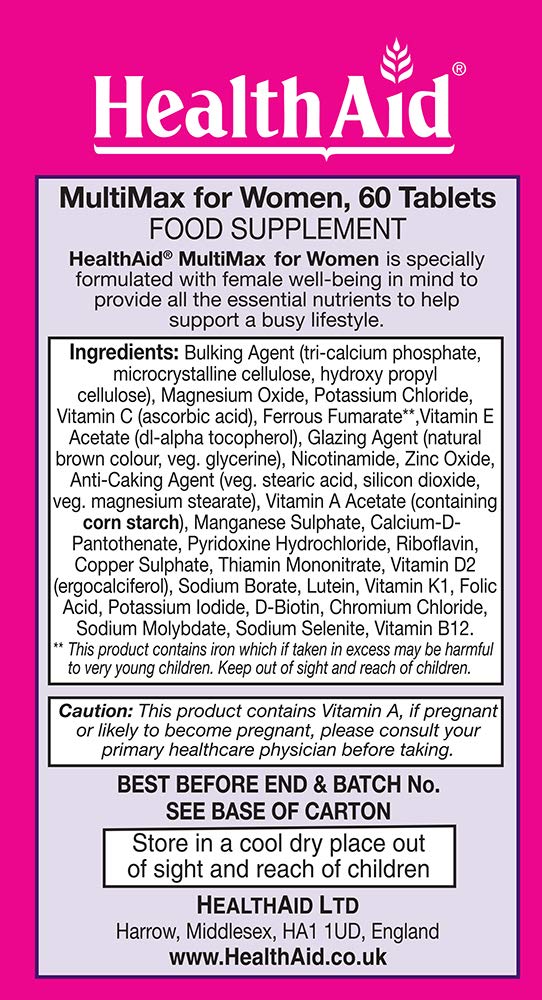 HealthAid®
MultiMax for Women, 60 Tablets
FOOD SUPPLEMENT
HealthAid® MultiMax for Women is specially
formulated with female well-being in mind to
provide all the essential nutrients to help
support a busy lifestyle.
Ingredients: Bulking Agent (tri-calcium phosphate,
microcrystalline cellulose, hydroxy propyl
cellulose), Magnesium Oxide, Potassium Chloride,
Vitamin C (ascorbic acid), Ferrous Fumarate**,Vitamin E
Acetate (dl-alpha tocopherol), Glazing Agent (natural
brown colour, veg. glycerine), Nicotinamide, Zinc Oxide,
Anti-Caking Agent (veg. stearic acid, silicon dioxide,
veg. magnesium stearate), Vitamin A Acetate (containing
corn starch), Manganese Sulphate, Calcium-D-
Pantothenate, Pyridoxine Hydrochloride, Riboflavin,
Copper Sulphate, Thiamin Mononitrate, Vitamin D2
(ergocalciferol), Sodium Borate, Lutein, Vitamin K1, Folic
Acid, Potassium Iodide, D-Biotin, Chromium Chloride,
Sodium Molybdate, Sodium Selenite, Vitamin B12.
** This product contains iron which if taken in excess may be harmful
to very young children. Keep out of sight and reach of children.
Caution: This product contains Vitamin A, if pregnant
or likely to become pregnant, please consult your
primary healthcare physician before taking.
BEST BEFORE END & BATCH No.
SEE BASE OF CARTON
Store in a cool dry place out
of sight and reach of children
HEALTHAID LTD
Harrow, Middlesex, HA1 1UD, England
www.HealthAid.co.uk